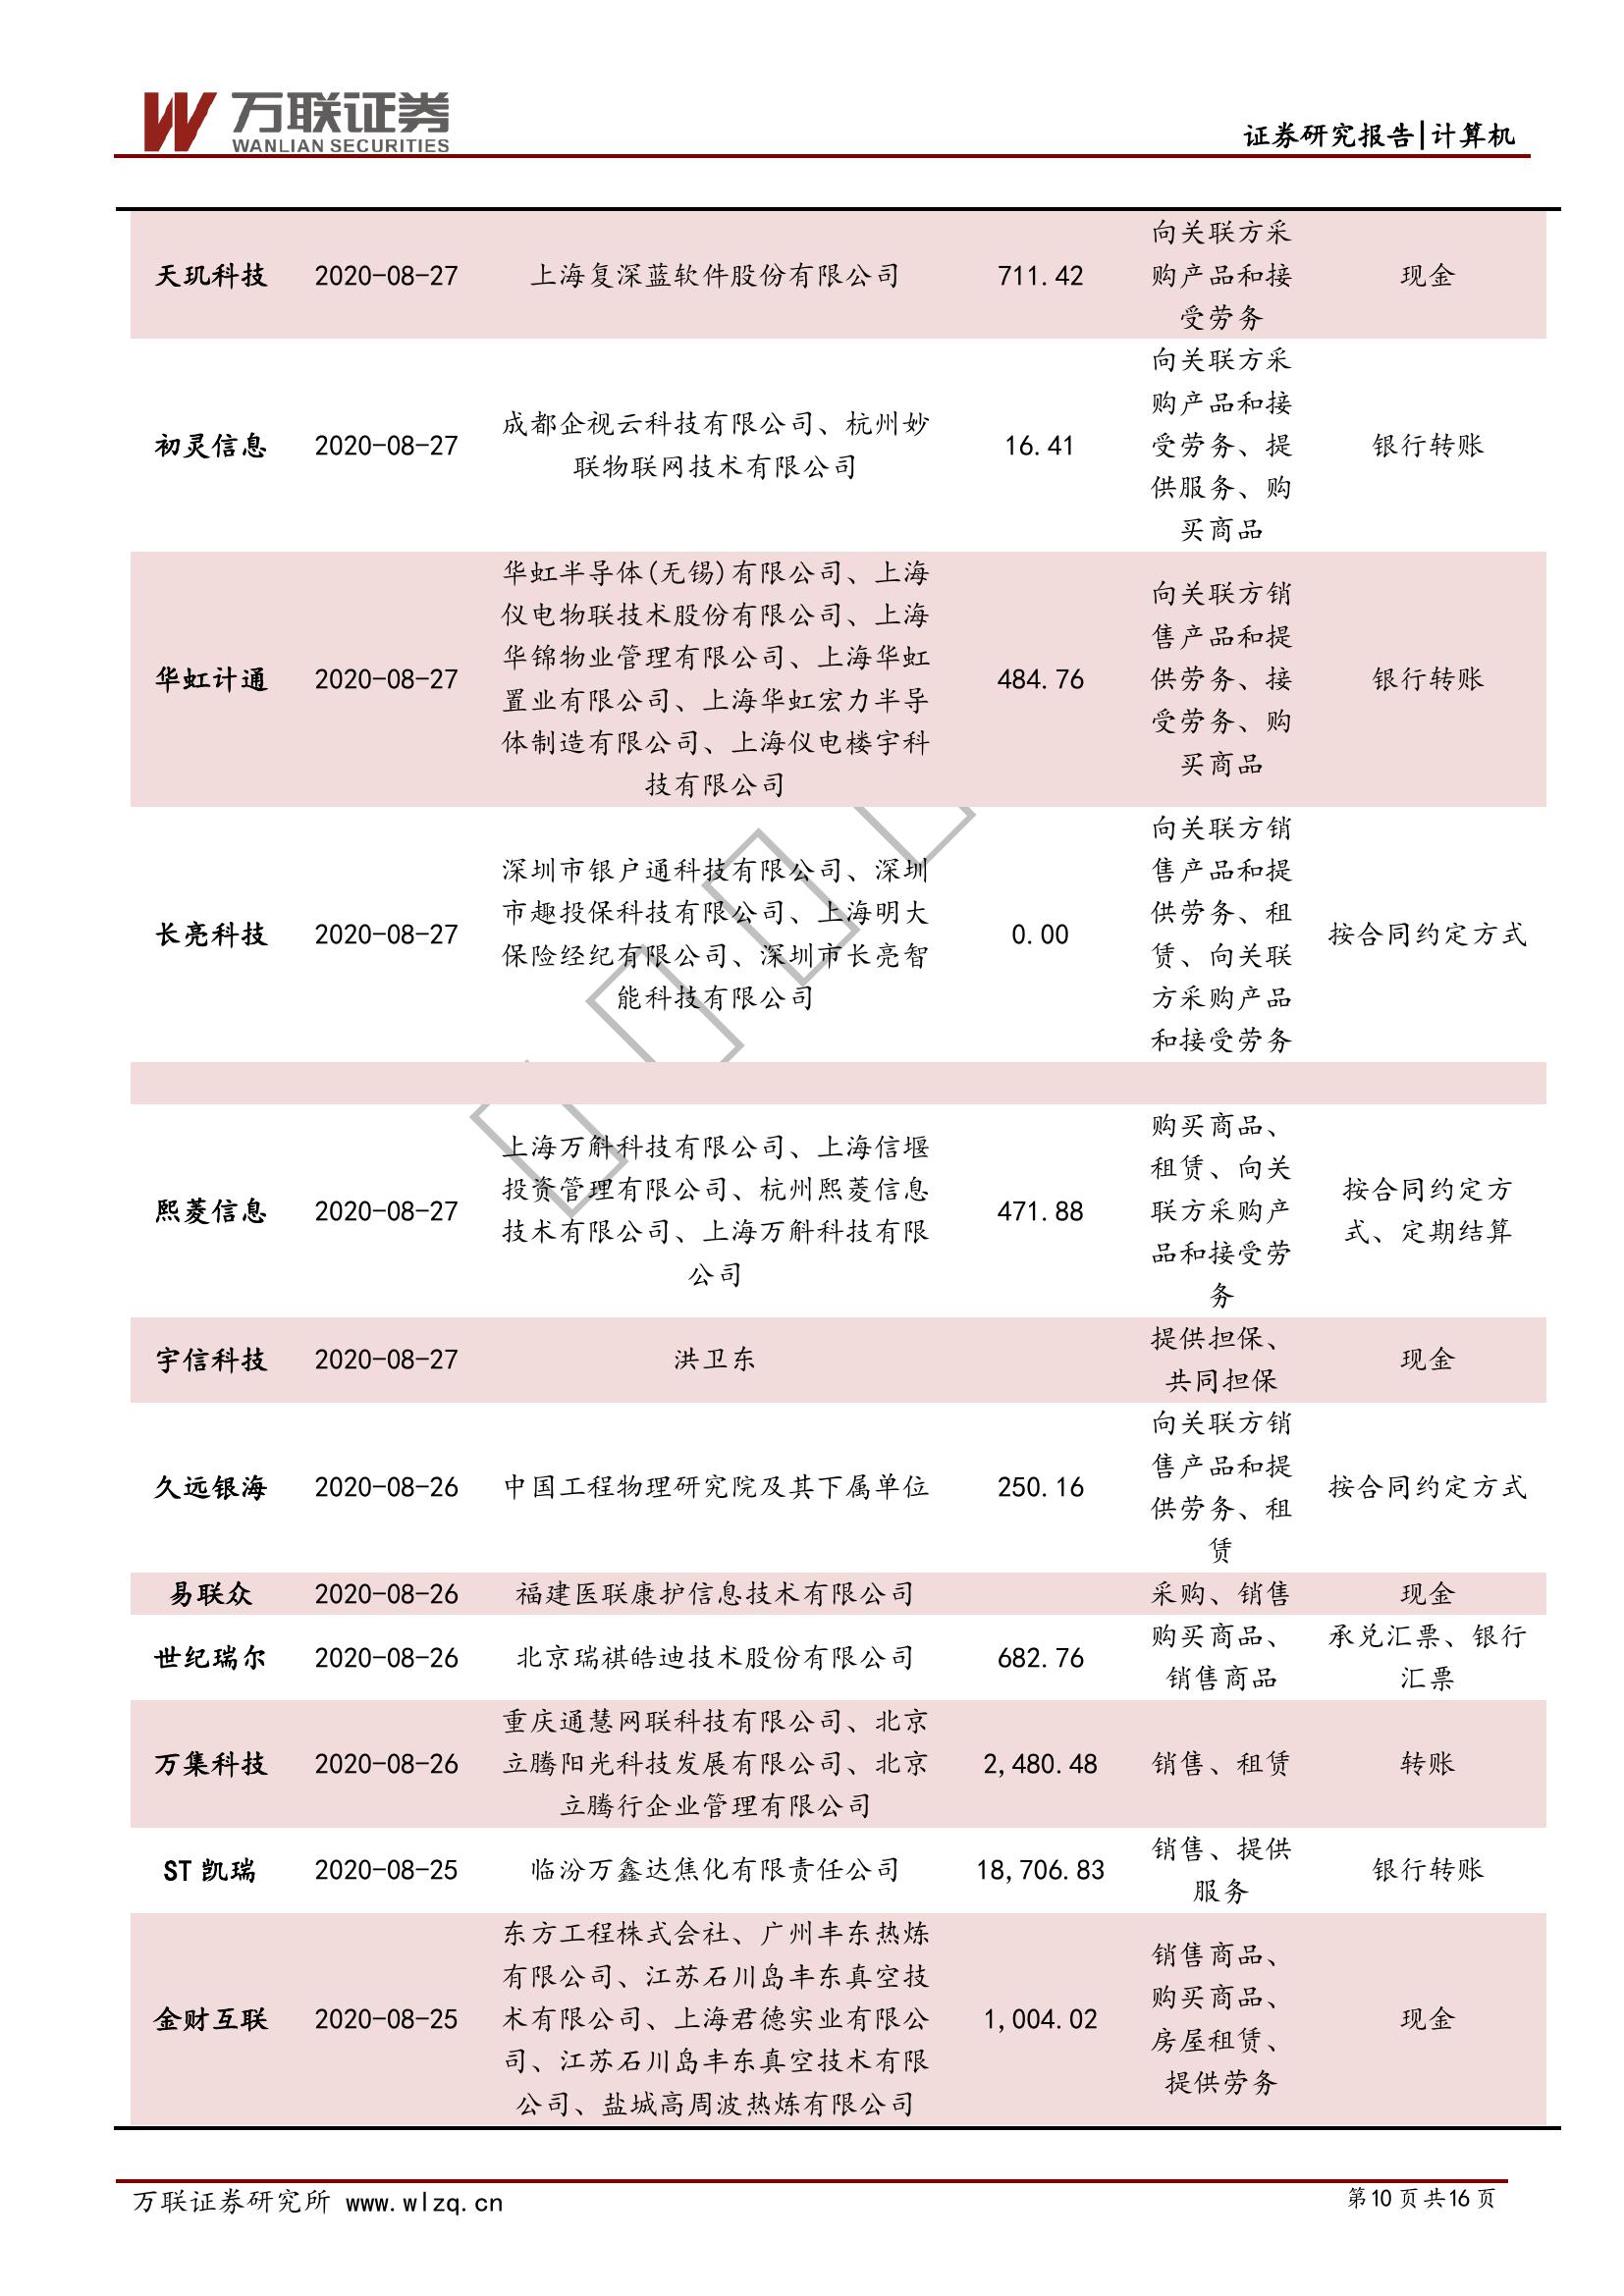 万联证券
WANLIAN SECURITIES
证券研究报告|计算机
向关联方采
天玑科技 2020-08-27 上海复深蓝软件股份有限公司 711.42 购产品和接 现金
受劳务
向关联方采
成都企视云科技有限公司、杭州妙 购产品和接
初灵信息 2020-08-27 16.41 受劳务、提 银行转账
联物联网技术有限公司 供服务、购
买商品
华虹半导体(无锡)有限公司、上海
仪电物联技术股份有限公司、上海 向关联方销
华锦物业管理有限公司、上海华虹 售产品和提
华虹计通 2020-08-27 484.76 供劳务、接 银行转账
置业有限公司、上海华虹宏力半导 受劳务、购
体制造有限公司、上海仪电楼宇科 买商品
技有限公司
向关联方销
深圳市银户通科技有限公司、深圳 售产品和提
市趣投保科技有限公司、上海明大 供劳务、租
长亮科技 2020-08-27 0.00 按合同约定方式
保险经纪有限公司、深圳市长亮智 赁、向关联
能科技有限公司 方采购产品
和接受劳务
购买商品、
上海万斛科技有限公司、上海信堰 租赁、向关
投资管理有限公司、杭州熙菱信息 按合同约定方
熙菱信息 2020-08-27 471.88 联方采购产
技术有限公司、上海万斛科技有限 品和接受劳 式、定期结算
公司 务
提供担保、
宇信科技 2020-08-27 洪卫东 现金
共同担保
向关联方销
售产品和提
久远银海 2020-08-26 中国工程物理研究院及其下属单位 250.16 按合同约定方式
供劳务、租
赁
易联众 2020-08-26 福建医联康护信息技术有限公司 采购、销售 现金
购买商品、 承兑汇票、银行
世纪瑞尔 2020-08-26 北京瑞祺皓迪技术股份有限公司 682.76
销售商品 汇票
重庆通慧网联科技有限公司、北京
万集科技 2020-08-26 立腾阳光科技发展有限公司、北京 2,480.48 销售、租赁 转账
立腾行企业管理有限公司
销售、提供
ST凯瑞 2020-08-25 临汾万鑫达焦化有限责任公司 18,706.83 银行转账
服务
东方工程株式会社、广州丰东热炼
有限公司、江苏石川岛丰东真空技 销售商品、
购买商品、
金财互联 2020-08-25 术有限公司、上海君德实业有限公 1,004.02 现金
司、江苏石川岛丰东真空技术有限 房屋租赁、
公司、盐城高周波热炼有限公司 提供劳务
万联证券研究所 www.wlzq.cn 第10页共16页